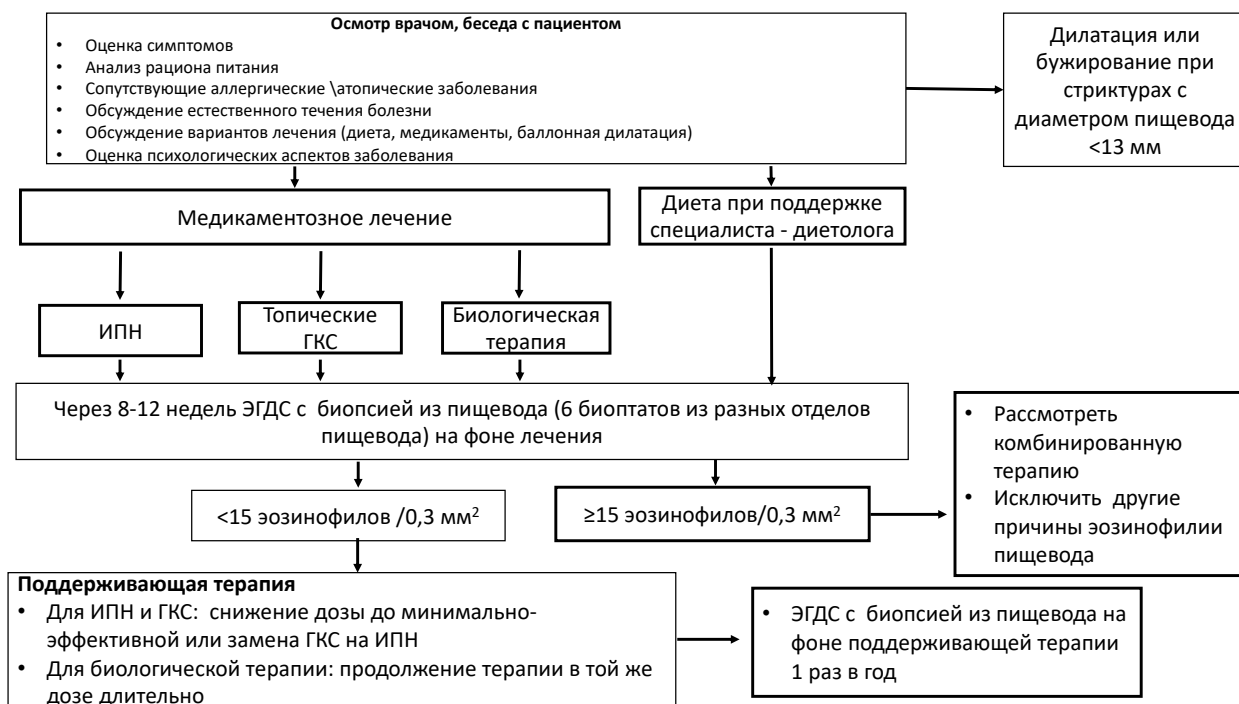 Осмотр врачом, беседа с пациентом
• Оценка симптомов
• Анализ рациона питания
• Сопутствующие аллергические \атопические заболевания
• Обсуждение естественного течения болезни
• Обсуждение вариантов лечения (диета, медикаменты, баллонная дилатация)
• Оценка психологических аспектов заболевания
Дилатация или
бужирование при
стриктурах с
диаметром пищевода
<13 мм
Медикаментозное лечение
Диета при поддержке
специалиста - диетолога
ИПН
Топические
ГКС
Биологическая
терапия
Через 8-12 недель ЭГДС с биопсией из пищевода (6 биоптатов из разных отделов
пищевода) на фоне лечения
<15 эозинофилов /0,3 мм²
≥15 эозинофилов/0,3 мм²
• Рассмотреть
комбинированную
терапию
• Исключить другие
причины эозинофилии
пищевода
Поддерживающая терапия
• Для ИПН и ГКС: снижение дозы до минимально-
эффективной или замена ГКС на ИПН
• Для биологической терапии: продолжение терапии в той же
дозе длительно
• ЭГДС с биопсией из пищевода на
фоне поддерживающей терапии
1 раз в год